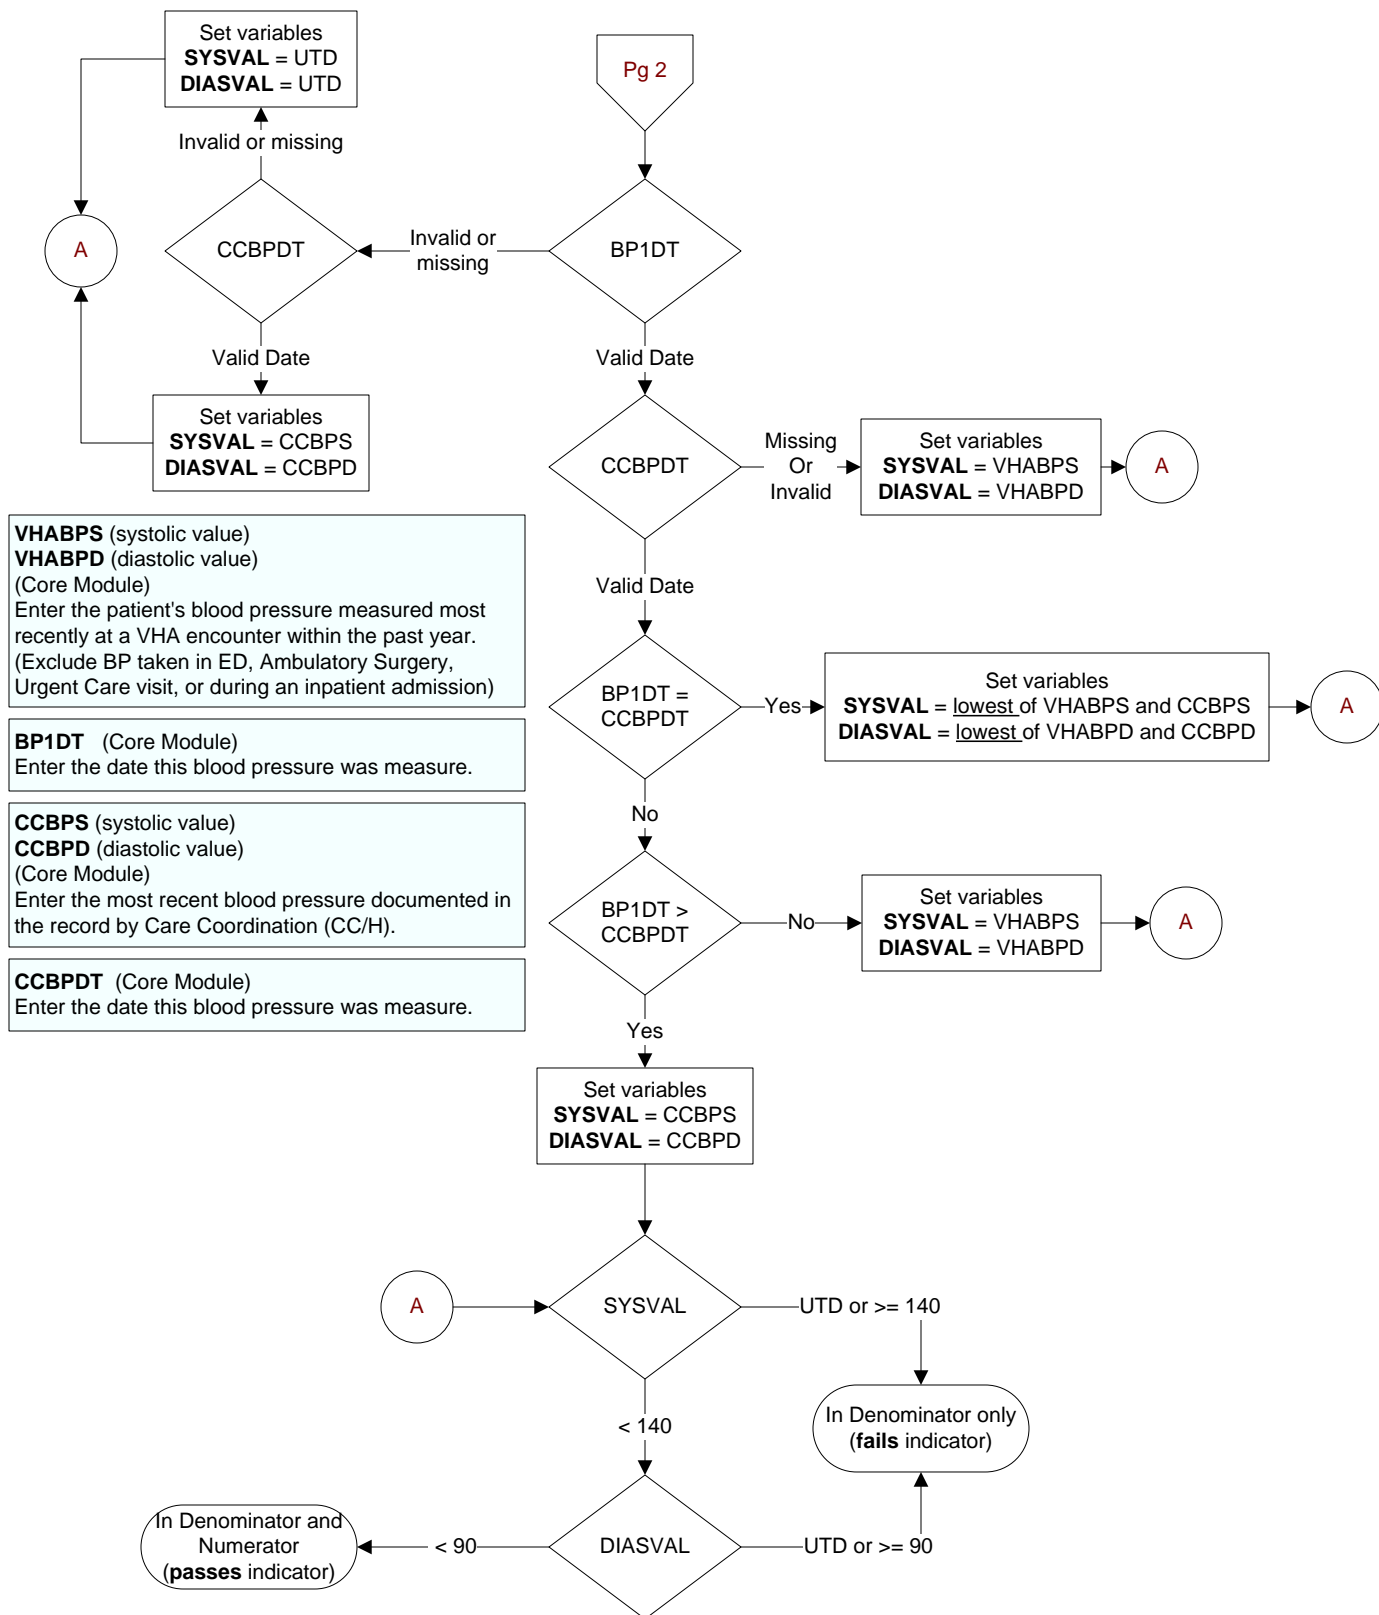 Set variables
SYSVAL = UTD
DIASVAL = UTD
Pg 2
Invalid or missing
A
CCBPDT
Invalid or
missing
BP1DT
Valid Date
Valid Date
Set variables
SYSVAL = CCBPS
DIASVAL = CCBPD
CCBPDT
Missing
Or
Invalid
Set variables
SYSVAL = VHABPS
DIASVAL = VHABPD
A
VHABPS (systolic value)
VHABPD (diastolic value)
(Core Module)
Enter the patient's blood pressure measured most
recently at a VHA encounter within the past year.
(Exclude BP taken in ED, Ambulatory Surgery,
Urgent Care visit, or during an inpatient admission)
Valid Date
BP1DT =
CCBPDT
Yes
Set variables
SYSVAL = lowest of VHABPS and CCBPS
DIASVAL = lowest of VHABPD and CCBPD
A
BP1DT (Core Module)
Enter the date this blood pressure was measure.
No
CCBPS (systolic value)
CCBPD (diastolic value)
(Core Module)
Enter the most recent blood pressure documented in
the record by Care Coordination (CC/H).
BP1DT >
CCBPDT
No
Set variables
SYSVAL = VHABPS
DIASVAL = VHABPD
A
CCBPDT (Core Module)
Enter the date this blood pressure was measure.
Yes
Set variables
SYSVAL = CCBPS
DIASVAL = CCBPD
A
SYSVAL
UTD or >= 140
< 140
In Denominator only
(fails indicator)
In Denominator and
Numerator
(passes indicator)
< 90
DIASVAL
UTD or >= 90